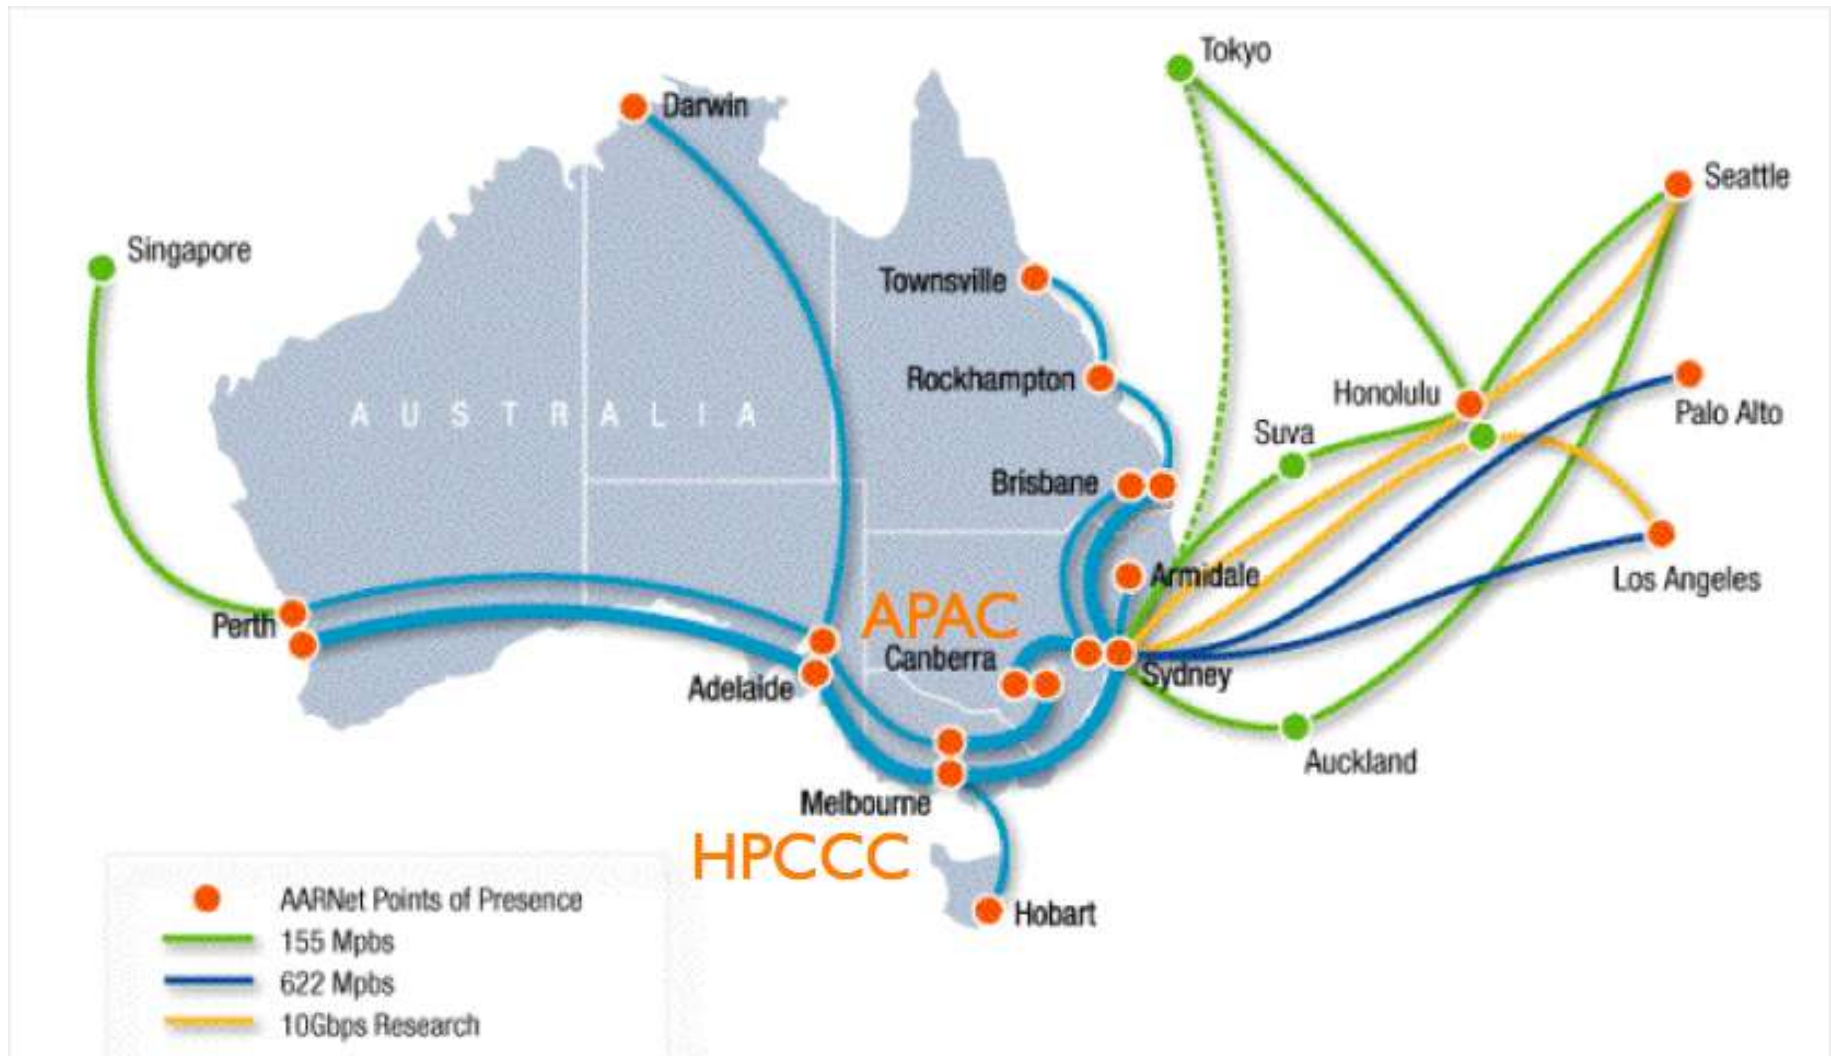 Tokyo
Darwin
Seattle
Singapore
Townsville
Rockhampton
Honolulu
Palo Alto
AUSTRALIA
Suva
Brisbane
Armidale
Los Angeles
APAC
Perth
Canberra
Sydney
Adelaide
Auckland
Melbourne
HPCCC
Hobart
AARNet Points of Presence
155 Mpbs
622 Mpbs
10Gbps Research